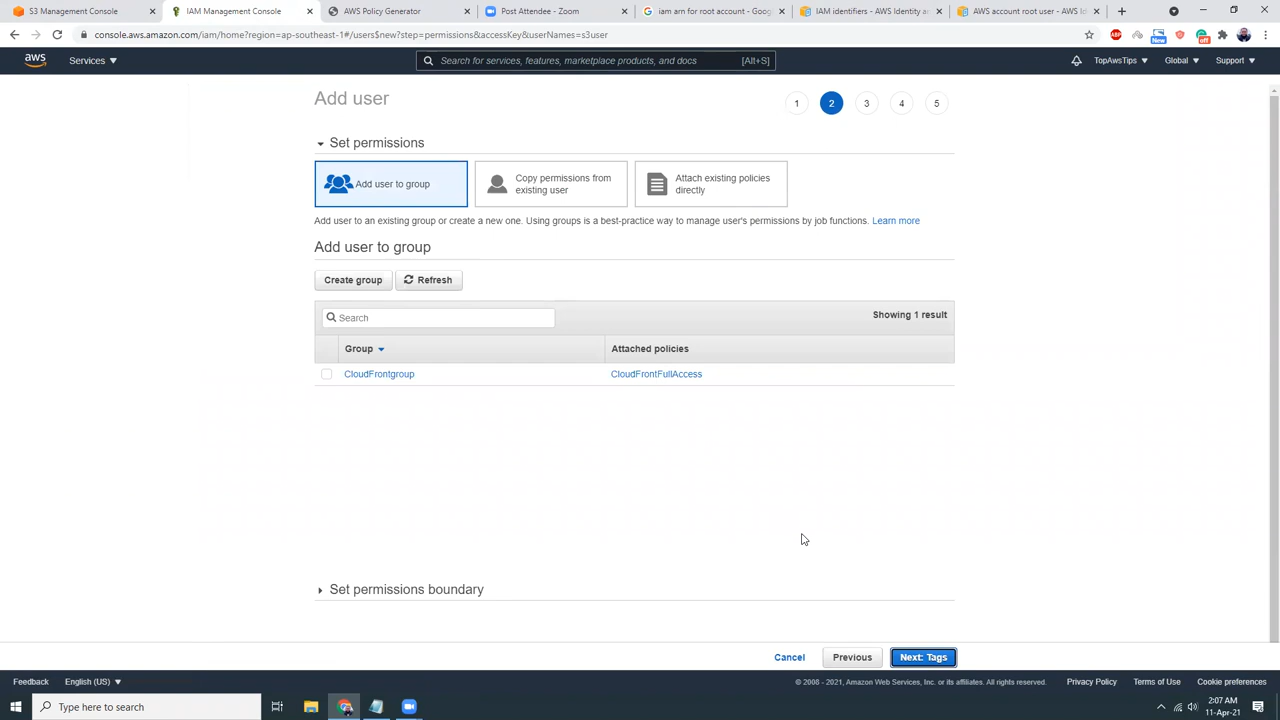 S3 Management Console
IAM Management Console
AWS Policy Generator
Post Attendee - Zoom
iam arn for root account - Goog
IAM identifiers - AWS Identity a
AWS account root user - AWS Id
console.aws.amazon.com/iam/home?region=ap-southeast-1#/users$new?step=permissions&accessKey&userNames=s3user
ABP
New
off
aws
Services
Search for services, features, marketplace products, and docs [Alt+S]
TopAwsTips
Global
Support
Add user
1 2 3 4 5
Set permissions
Add user to group
Copy permissions from
existing user
Attach existing policies
directly
Add user to an existing group or create a new one. Using groups is a best-practice way to manage user's permissions by job functions. Learn more
Add user to group
Create group
Refresh
Search
Showing 1 result
Group
Attached policies
CloudFrontgroup
CloudFrontFullAccess
Set permissions boundary
Cancel
Previous
Next: Tags
Feedback
English (US)
© 2008 - 2021, Amazon Web Services, Inc. or its affiliates. All rights reserved.
Privacy Policy
Terms of Use
Cookie preferences
Type here to search
2:07 AM
11-Apr-21